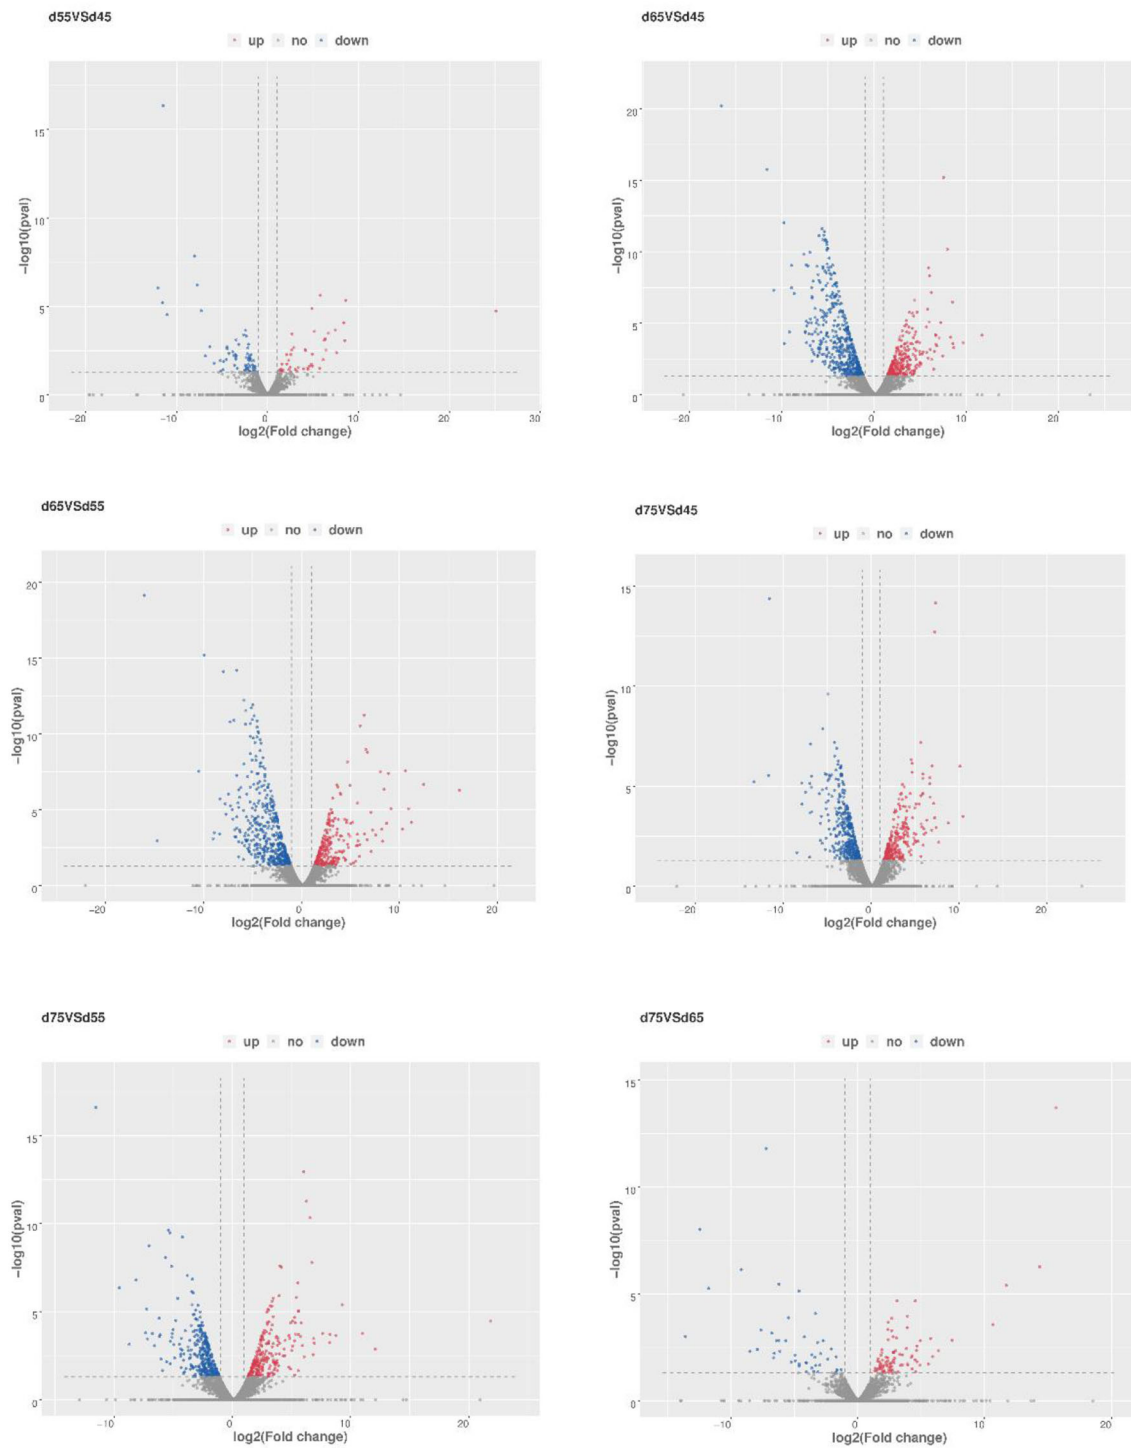 d55VSd45
up no down
15
10
5
0
-20 -10 0 10 20 30
-log10(pval)
log2(Fold change)
d65VSd45
up no down
20
15
10
5
0
-20 -10 0 10 20
-log10(pval)
log2(Fold change)
d65VSd55
up no down
20
15
10
5
0
-20 -10 0 10 20
-log10(pval)
log2(Fold change)
d75VSd45
up no down
15
10
5
0
-20 -10 0 10 20
-log10(pval)
log2(Fold change)
d75VSd55
up no down
15
10
5
0
-10 0 10 20
-log10(pval)
log2(Fold change)
d75VSd65
up no down
15
10
5
0
-10 0 10 20
-log10(pval)
log2(Fold change)